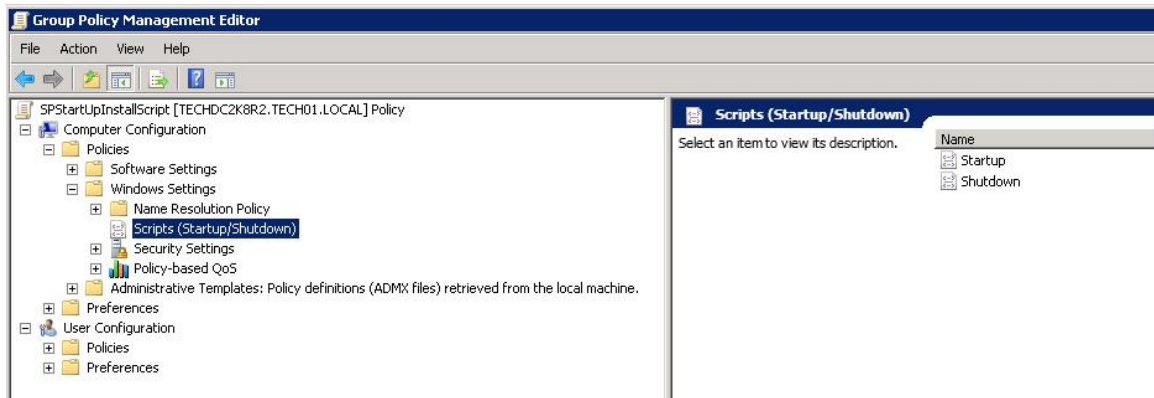 Group Policy Management Editor
File Action View Help
SPStartUpInstallScript [TECHDC2K8R2.TECH01.LOCAL] Policy
Computer Configuration
Policies
Software Settings
Windows Settings
Name Resolution Policy
Scripts (Startup/Shutdown)
Security Settings
Policy-based QoS
Administrative Templates: Policy definitions (ADMX files) retrieved from the local machine.
Preferences
User Configuration
Policies
Preferences
Scripts (Startup/Shutdown)
Select an item to view its description.
Name
Startup
Shutdown